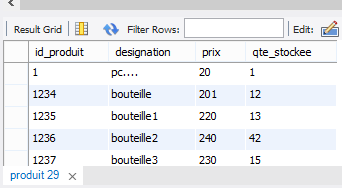 Result Grid Filter Rows: Edit:
id_produit designation prix qte_stockee
1 pc.... 20 1
1234 bouteille 201 12
1235 bouteille1 220 13
1236 bouteille2 240 42
1237 bouteille3 230 15
produit 29 ×